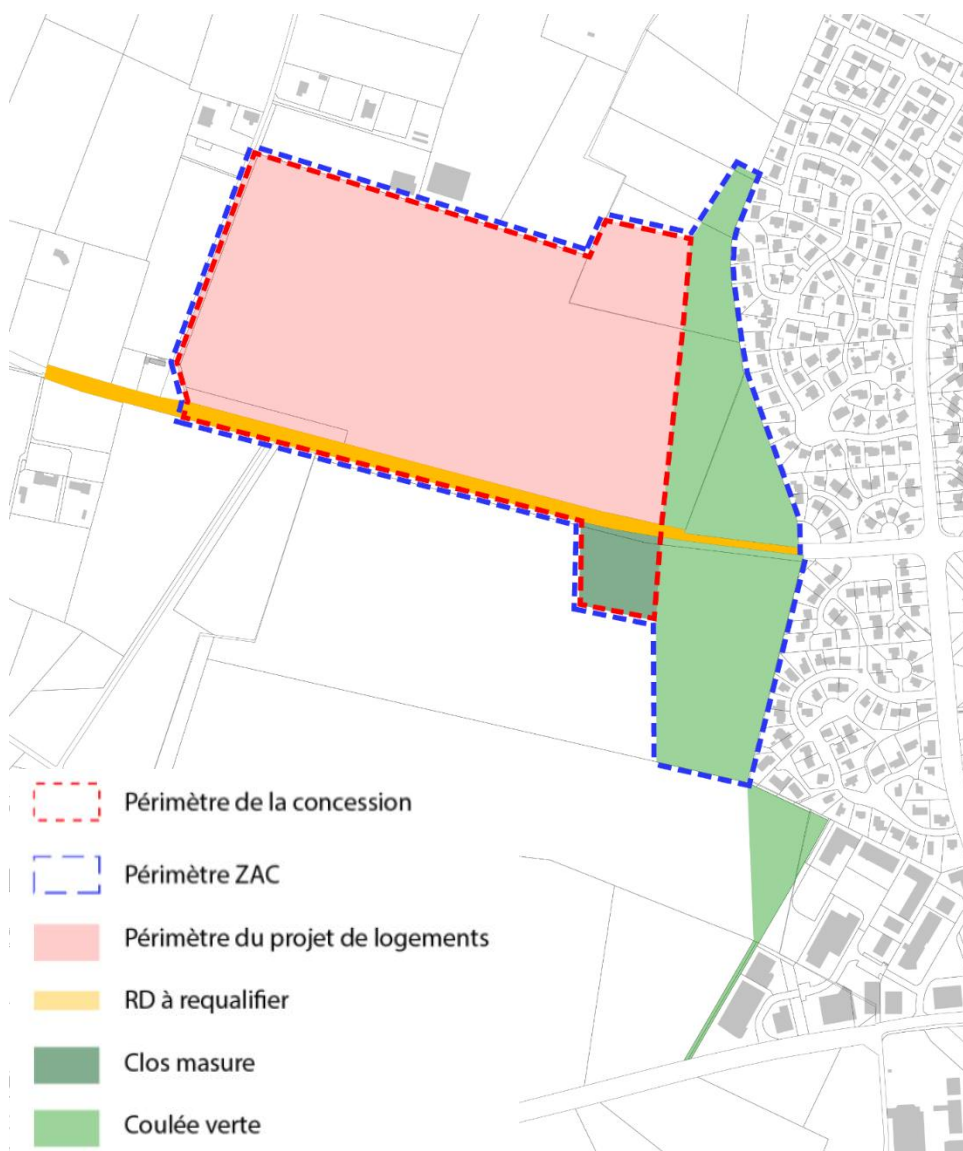 Périmètre de la concession
Périmètre ZAC
Périmètre du projet de logements
RD à requalifier
Clos masure
Coulée verte